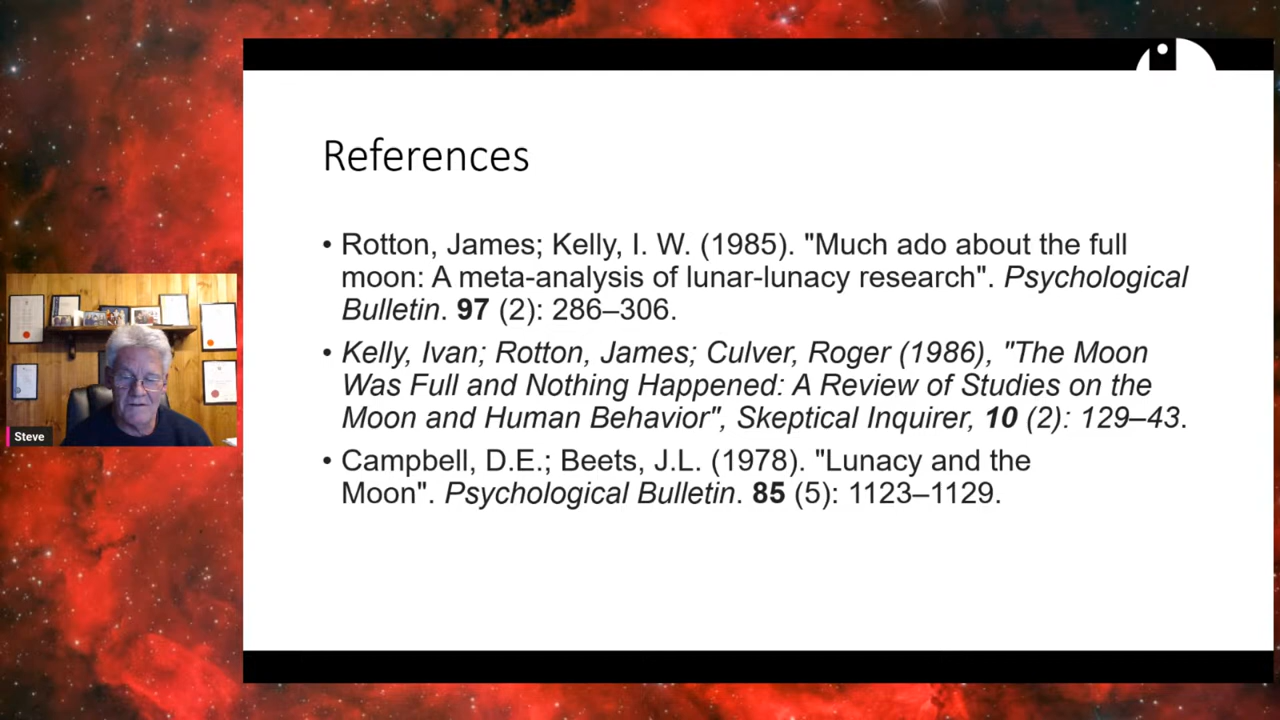 References
• Rotton, James; Kelly, I. W. (1985). "Much ado about the full
moon: A meta-analysis of lunar-lunacy research". Psychological
Bulletin. 97 (2): 286–306.
• Kelly, Ivan; Rotton, James; Culver, Roger (1986), "The Moon
Was Full and Nothing Happened: A Review of Studies on the
Moon and Human Behavior", Skeptical Inquirer, 10 (2): 129–43.
• Campbell, D.E.; Beets, J.L. (1978). "Lunacy and the
Moon". Psychological Bulletin. 85 (5): 1123–1129.
Steve